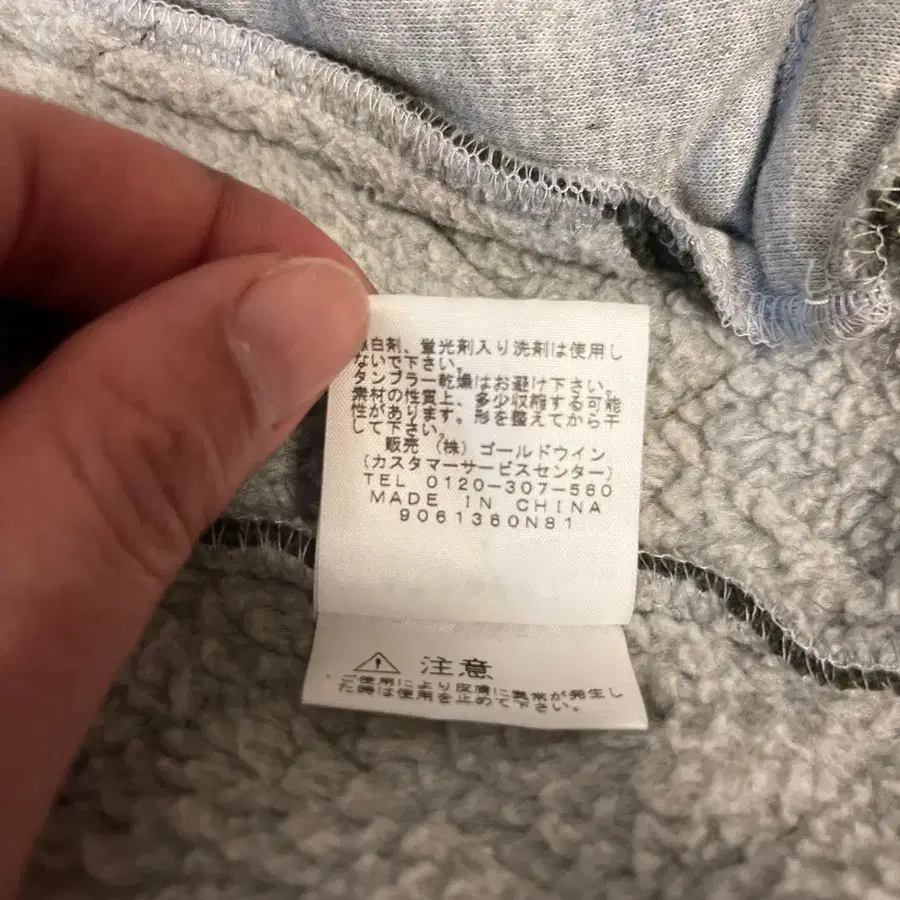 白剤、蛍光剤入り洗剤は使用し
ないで下さい。
タンブラー乾燥はお避け下さい。
素材の性質上、多少収縮する可能
性があります。形を整えてから干
して下さい。
販売 (株) ゴールドウイン
(カスタマーサービスセンター)
TEL 0120-307-560
MADE IN CHINA
9061360N81
⚠ 注意
ご使用により皮膚に異常が発生し
た時は使用を止めて下さい。